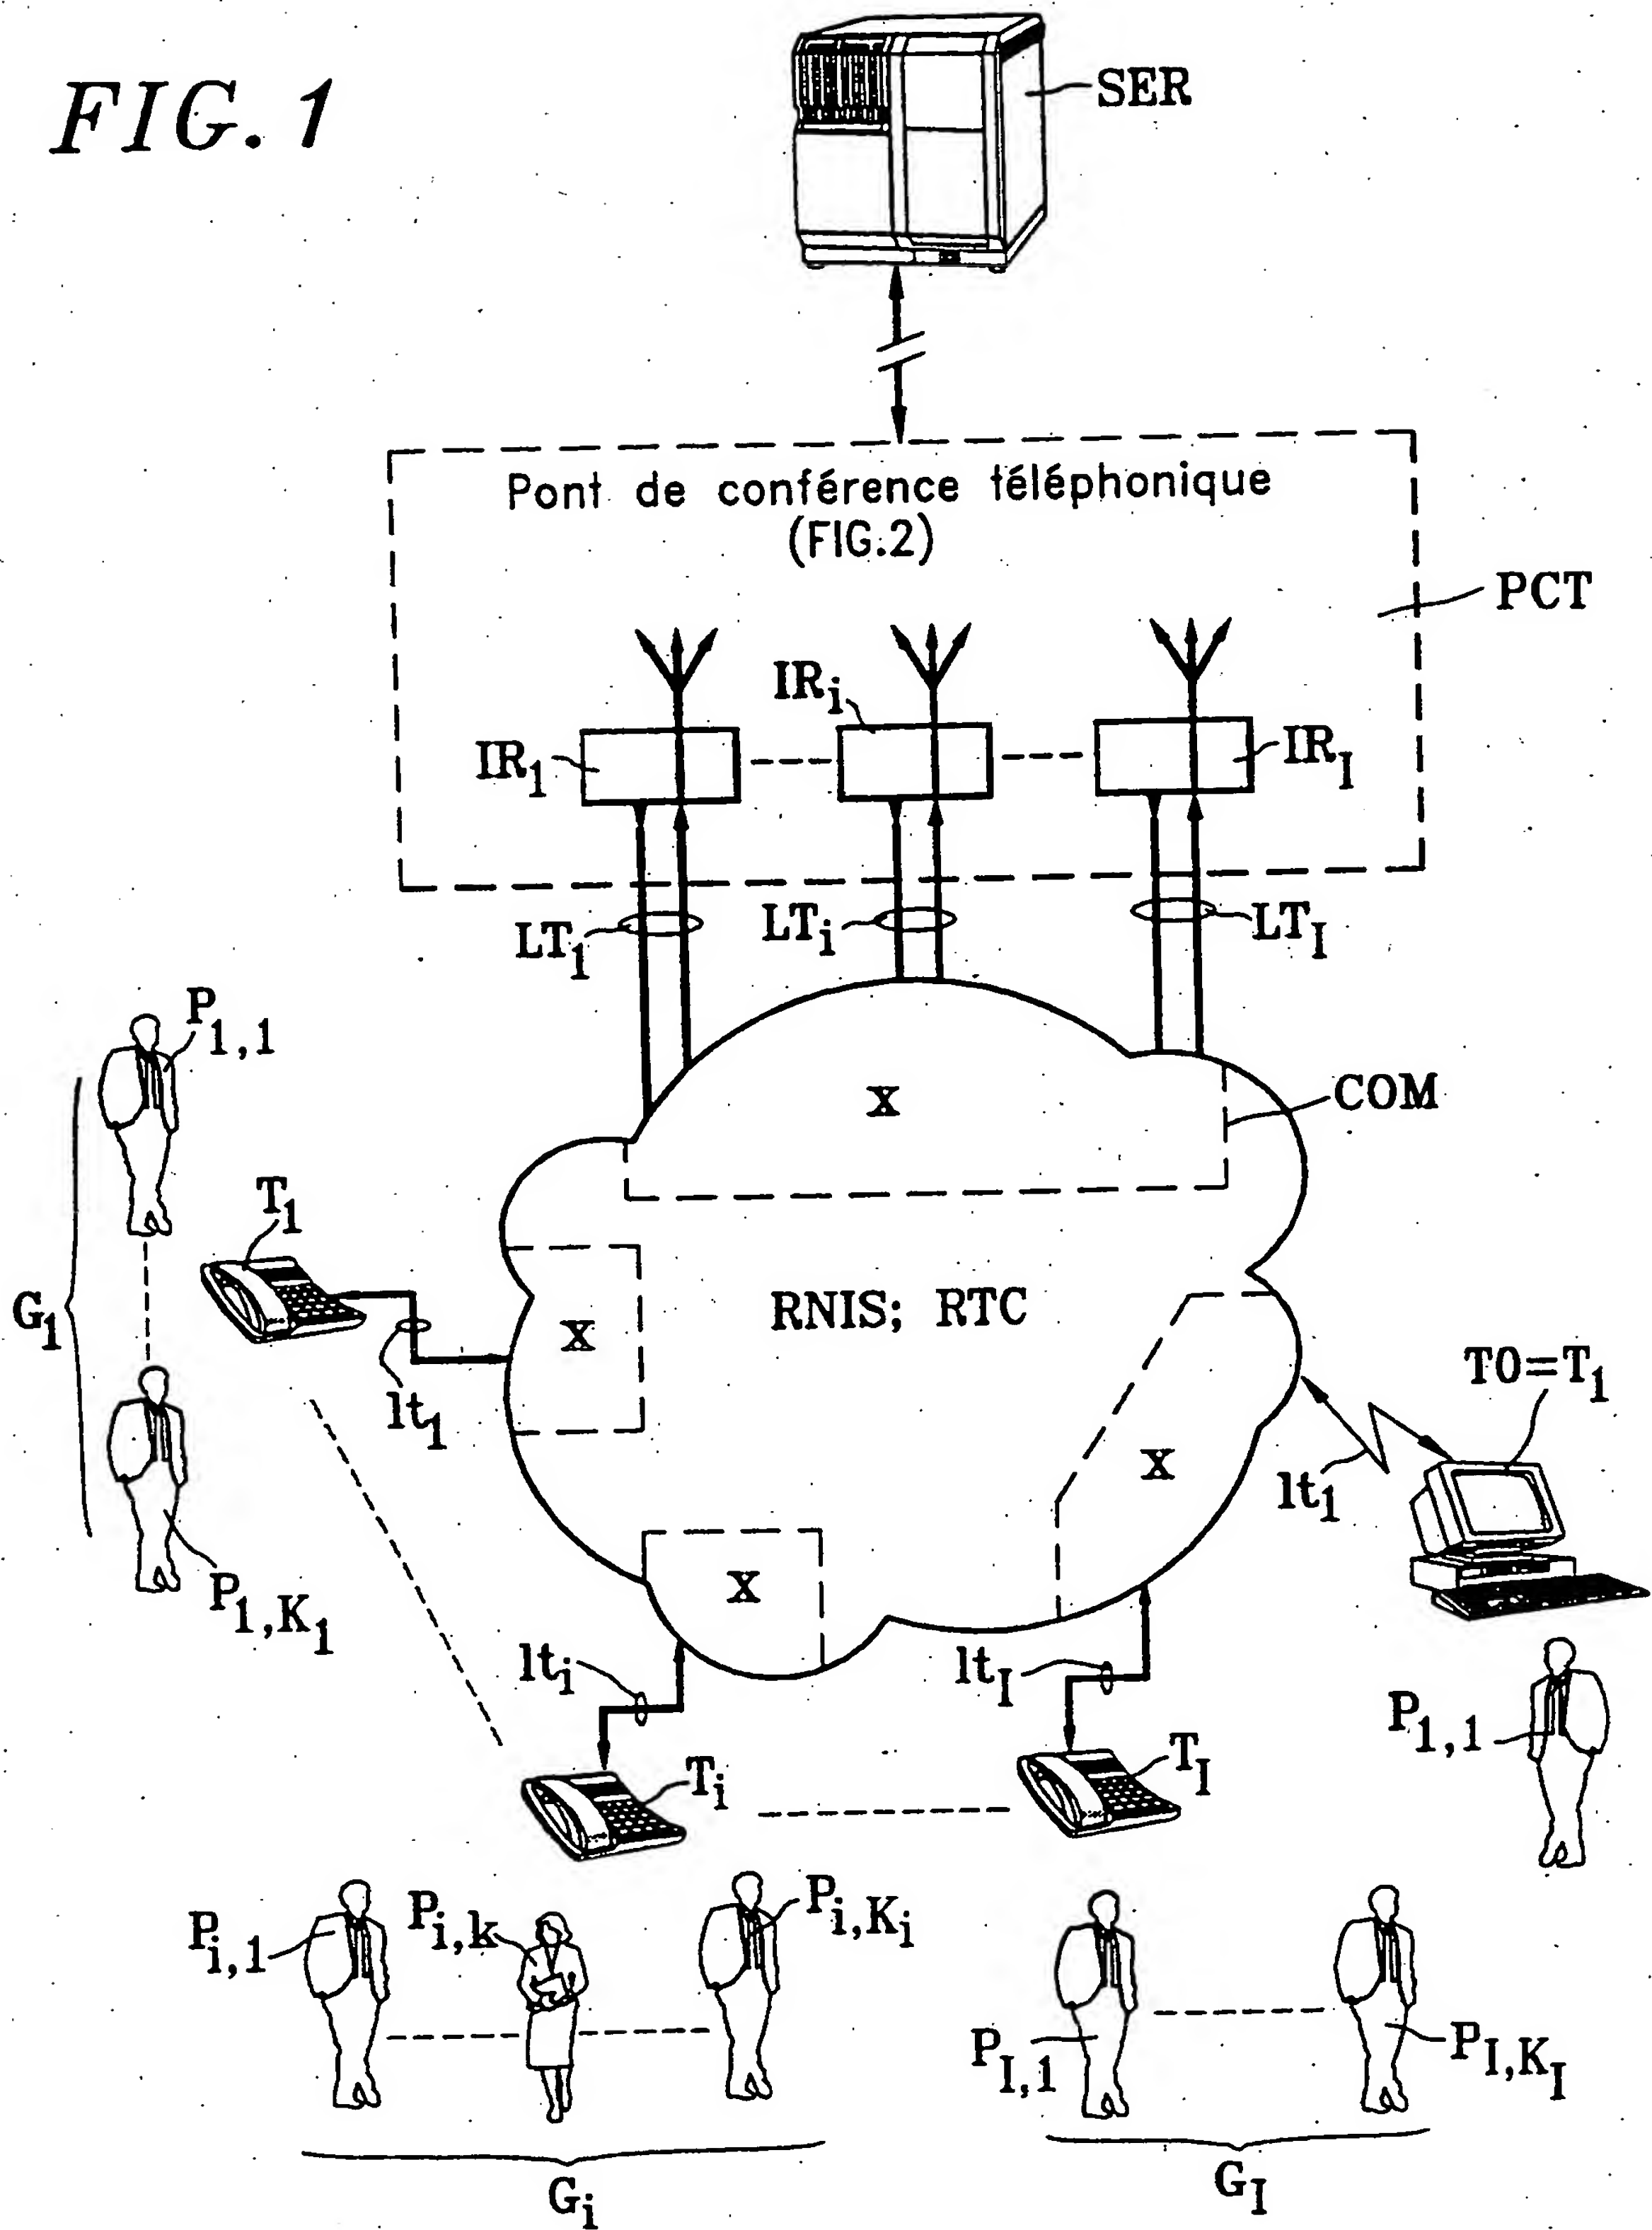 FIG. 1
SER
Pont de conférence téléphonique
(FIG.2)
PCT
IR1
IRi
IRI
LT1
LTi
LTI
P1,1
COM
X
T1
G1
X
RNIS; RTC
lt1
T0=T1
X
lt1
P1,K1
X
lti
ltI
P1,1
Ti
TI
Pi,1
Pi,k
Pi,Ki
PI,1
PI,KI
Gi
GI